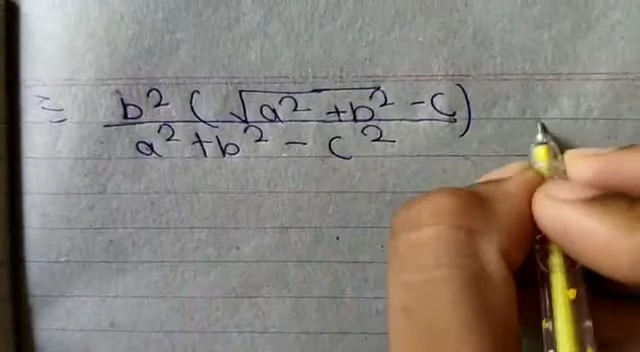 = b² ( √a² + b² - c )
a² + b² - c²